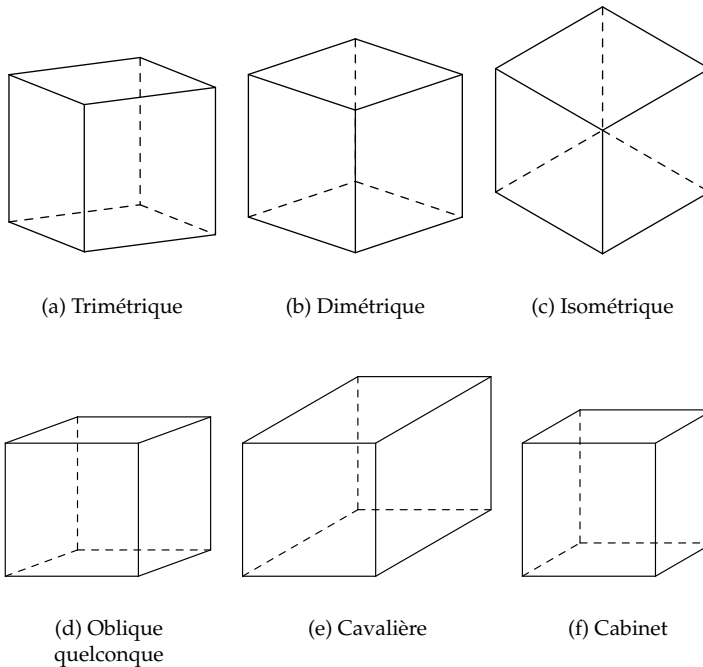 (a) Trimétrique
(b) Dimétrique
(c) Isométrique
(d) Oblique
quelconque
(e) Cavalière
(f) Cabinet